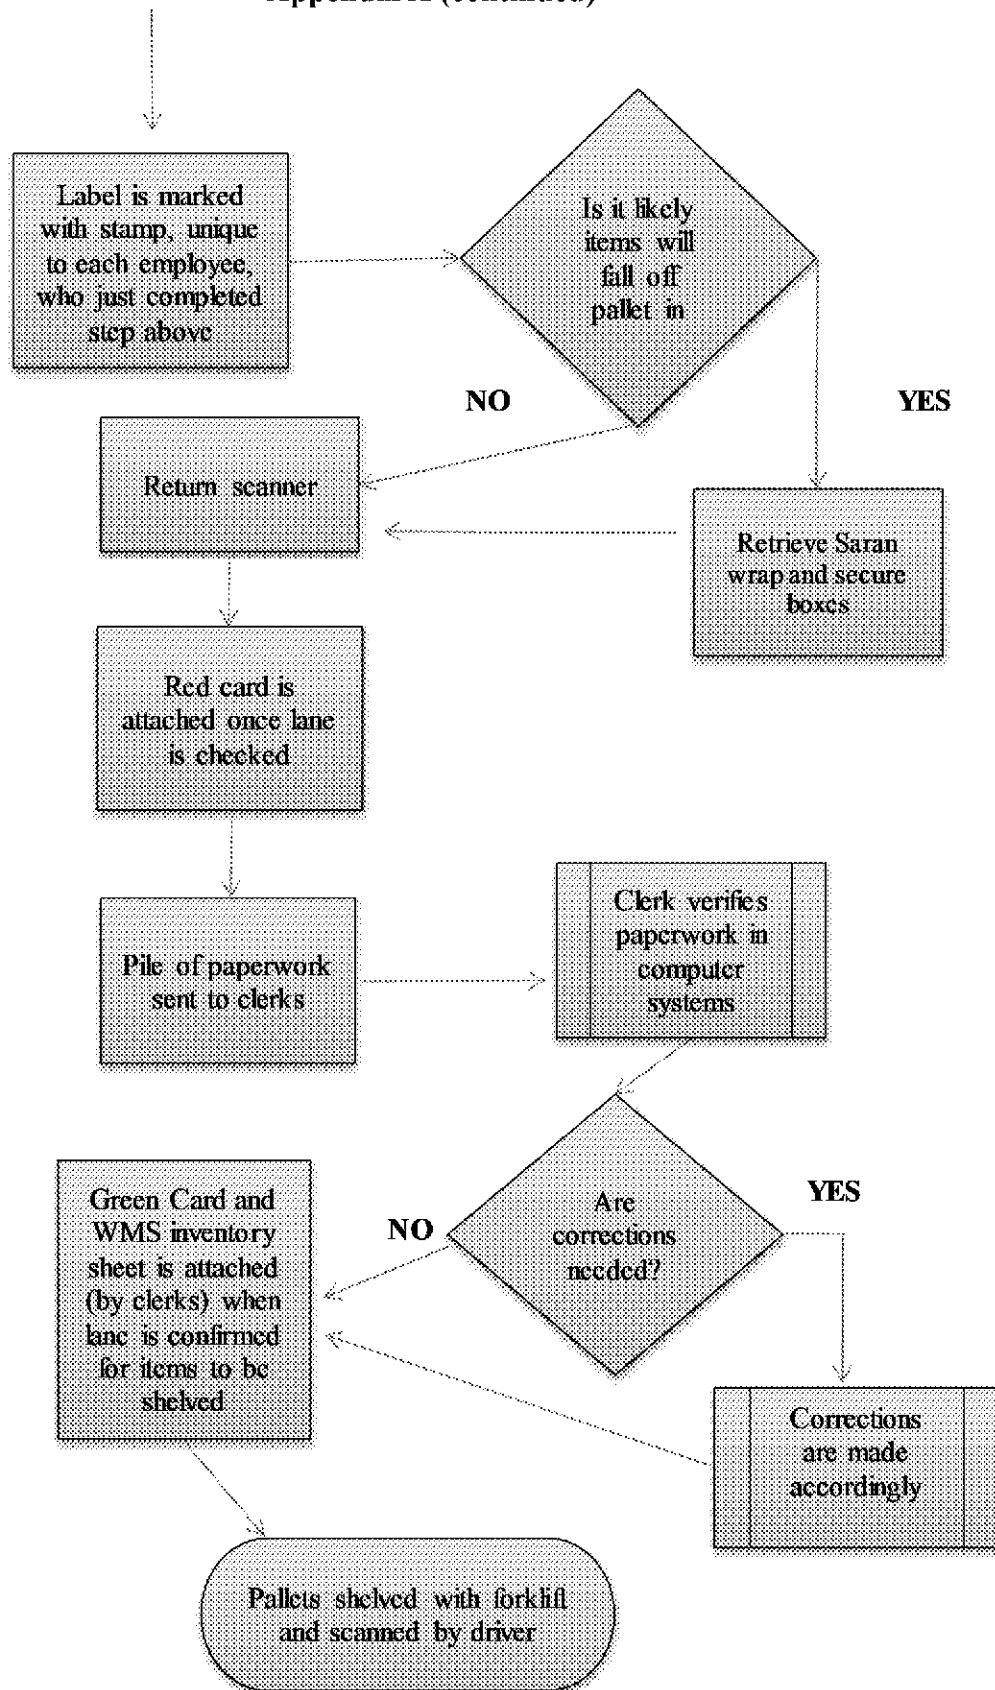 (continued)
Label is marked
with stamp, unique
to each employee,
who just completed
step above
Is it likely
items will
fall off
pallet in
NO
YES
Return scanner
Retrieve Saran
wrap and secure
boxes
Red card is
attached once lane
is checked
Pile of paperwork
sent to clerks
Clerk verifies
paperwork in
computer
systems
Green Card and
WMS inventory
sheet is attached
(by clerks) when
lane is confirmed
for items to be
shelved
NO
Are
corrections
needed?
YES
Corrections
are made
accordingly
Pallets shelved with forklift
and scanned by driver